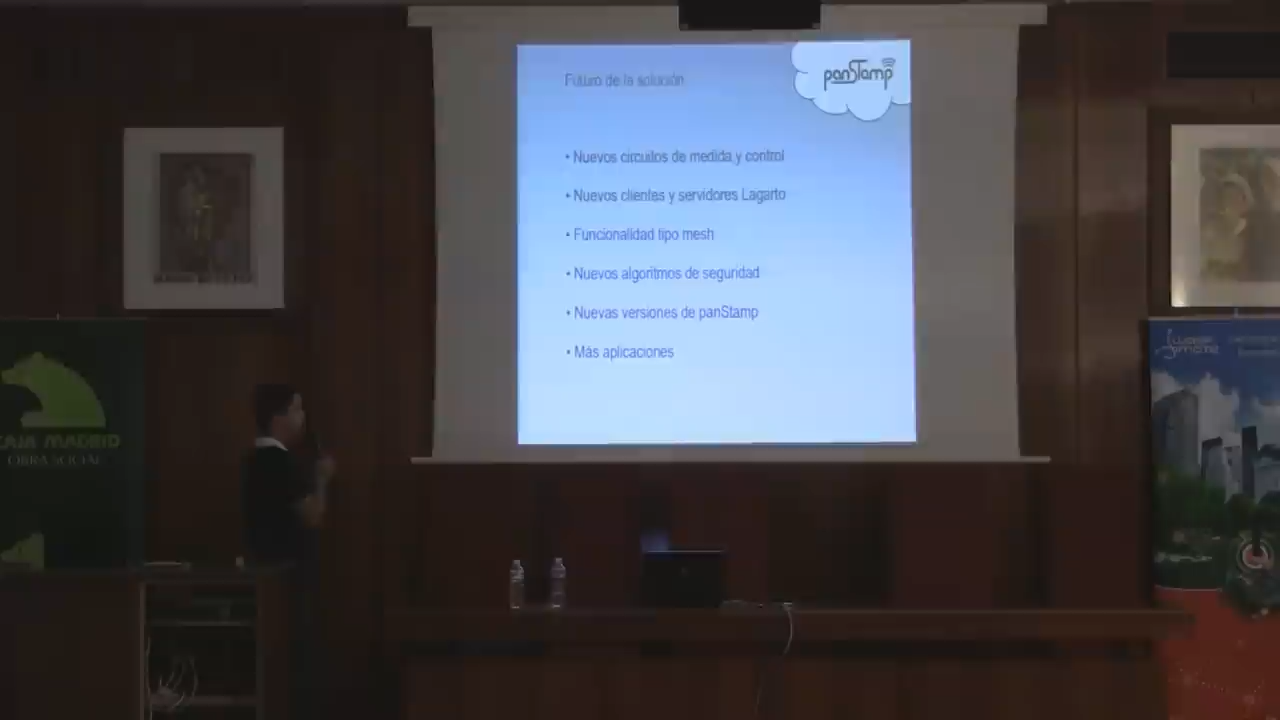 Futuro de la solución
panStamp
• Nuevos circuitos de medida y control
• Nuevos clientes y servidores Lagarto
• Funcionalidad tipo mesh
• Nuevos algoritmos de seguridad
• Nuevas versiones de panStamp
• Más aplicaciones
CAJA MADRID
OBRA SOCIAL